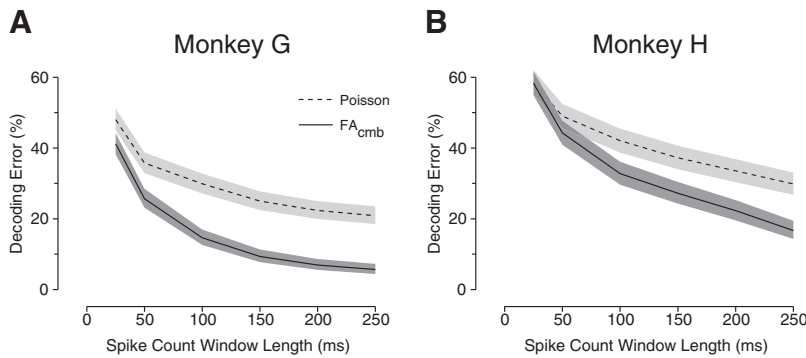 A
Monkey G
Decoding Error (%)
60
40
20
0
0 50 100 150 200 250
Spike Count Window Length (ms)
Poisson
FAcmb
B
Monkey H
Decoding Error (%)
60
40
20
0
0 50 100 150 200 250
Spike Count Window Length (ms)